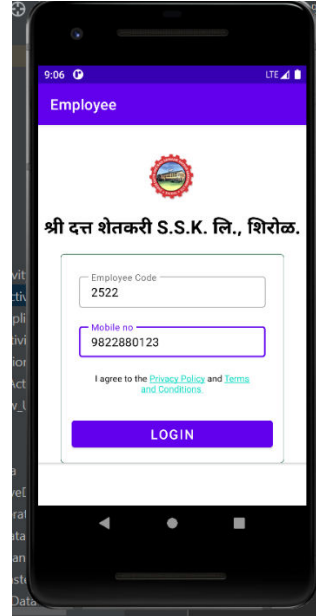 9:06 LTE
Employee
श्री दत्त शेतकरी S.S.K. लि., शिरोळ.
Employee Code
2522
Mobile no
9822880123
I agree to the Privacy Policy and Terms
and Conditions
LOGIN